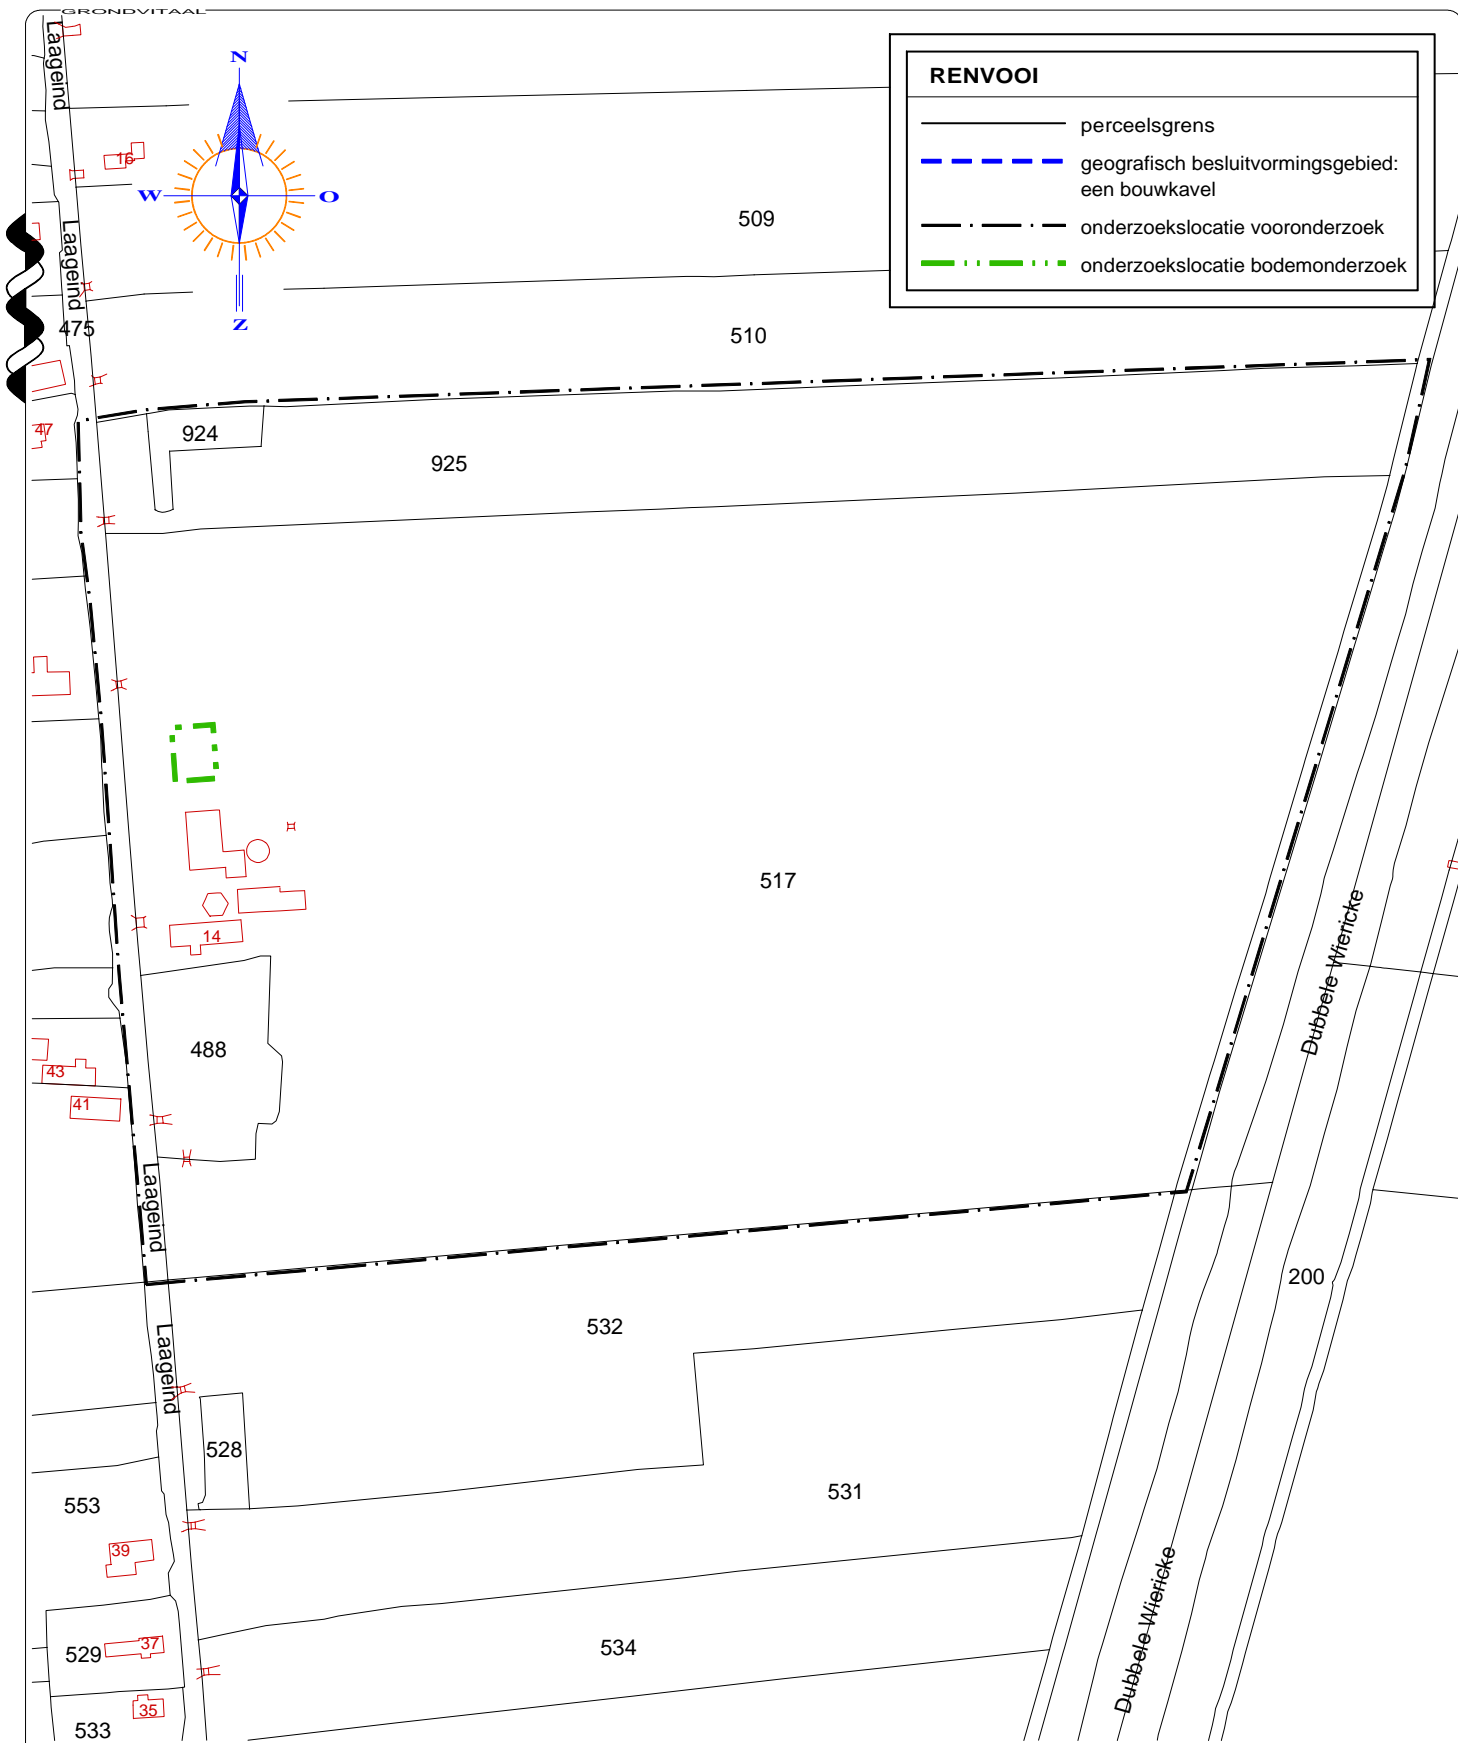 GRONDVITAAL
Laageind
N
W
O
Z
RENVOOI
perceelsgrens
geografisch besluitvormingsgebied:
een bouwkavel
onderzoekslocatie vooronderzoek
onderzoekslocatie bodemonderzoek
16
509
Laageind
475
510
47
924
925
517
14
Dubbele Wiericke
488
43
41
Laageind
200
532
Laageind
528
531
553
39
Dubbele Wiericke
529
37
534
35
533